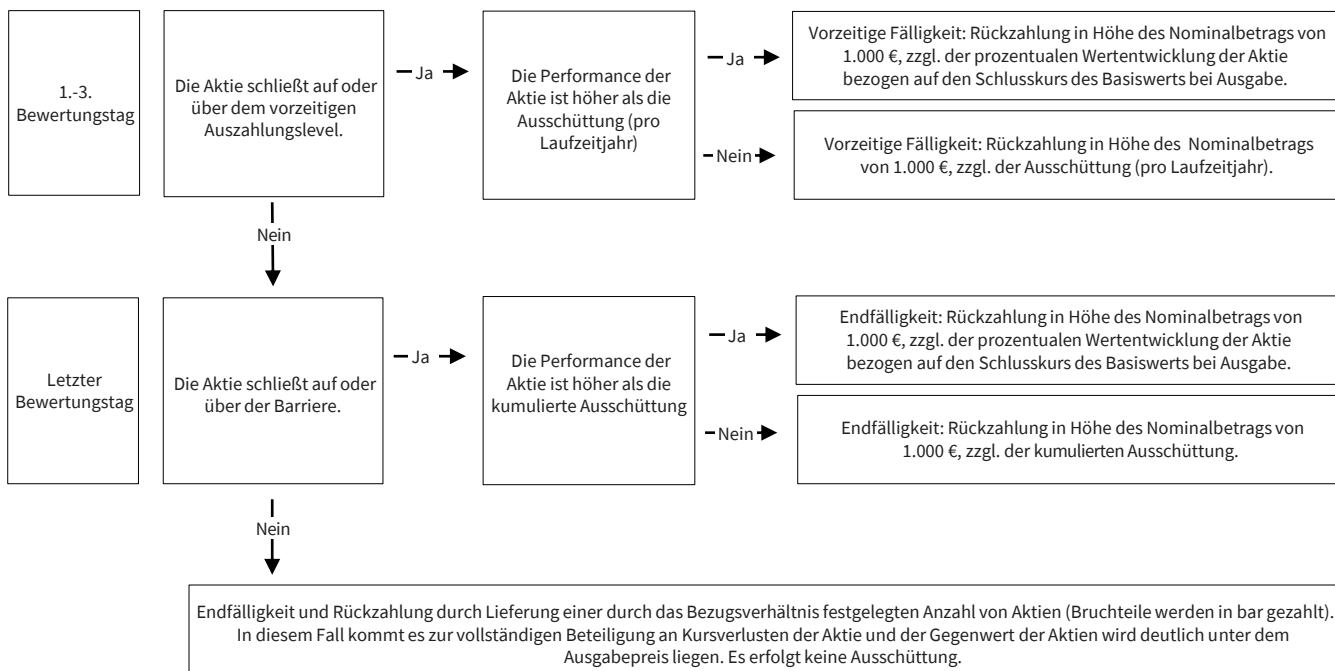 1.-3.
Bewertungstag
Die Aktie schließt auf oder
über dem vorzeitigen
Auszahlungslevel.
Ja
Die Performance der
Aktie ist höher als die
Ausschüttung (pro
Laufzeitjahr)
Ja
Vorzeitige Fälligkeit: Rückzahlung in Höhe des Nominalbetrags von
1.000 €, zzgl. der prozentualen Wertentwicklung der Aktie
bezogen auf den Schlusskurs des Basiswerts bei Ausgabe.
Nein
Vorzeitige Fälligkeit: Rückzahlung in Höhe des Nominalbetrags
von 1.000 €, zzgl. der Ausschüttung (pro Laufzeitjahr).
Nein
Letzter
Bewertungstag
Die Aktie schließt auf oder
über der Barriere.
Ja
Die Performance der
Aktie ist höher als die
kumulierte Ausschüttung
Ja
Endfälligkeit: Rückzahlung in Höhe des Nominalbetrags von
1.000 €, zzgl. der prozentualen Wertentwicklung der Aktie
bezogen auf den Schlusskurs des Basiswerts bei Ausgabe.
Nein
Endfälligkeit: Rückzahlung in Höhe des Nominalbetrags von
1.000 €, zzgl. der kumulierten Ausschüttung.
Nein
Endfälligkeit und Rückzahlung durch Lieferung einer durch das Bezugsverhältnis festgelegten Anzahl von Aktien (Bruchteile werden in bar gezahlt).
In diesem Fall kommt es zur vollständigen Beteiligung an Kursverlusten der Aktie und der Gegenwert der Aktien wird deutlich unter dem
Ausgabepreis liegen. Es erfolgt keine Ausschüttung.